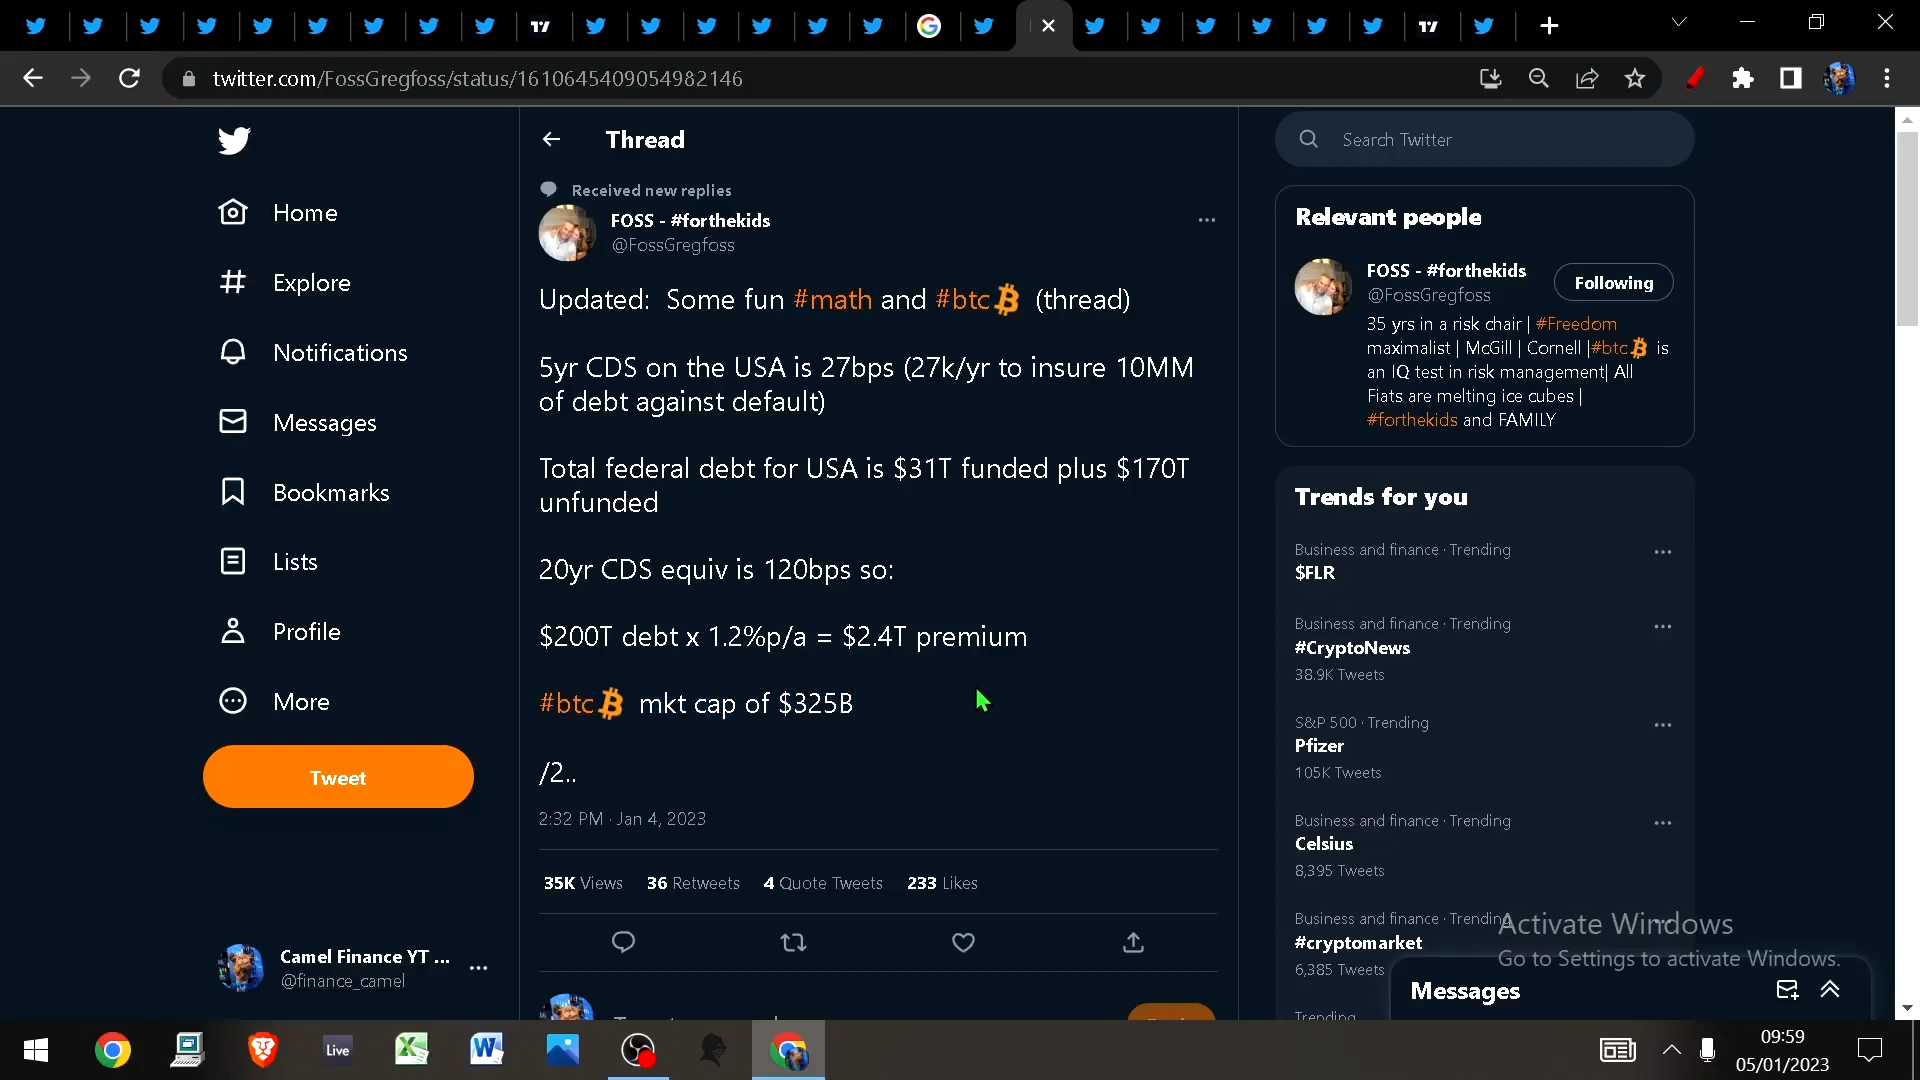 twitter.com/FossGregfoss/status/1610645409054982146
Home
Explore
Notifications
Messages
Bookmarks
Lists
Profile
More
Tweet
Camel Finance YT ...
@finance_camel
Thread
Received new replies
FOSS - #forthekids
@FossGregfoss
Updated: Some fun #math and #btc (thread)
5yr CDS on the USA is 27bps (27k/yr to insure 10MM
of debt against default)
Total federal debt for USA is $31T funded plus $170T
unfunded
20yr CDS equiv is 120bps so:
$200T debt x 1.2%p/a = $2.4T premium
#btc mkt cap of $325B
/2..
2:32 PM · Jan 4, 2023
35K Views 36 Retweets 4 Quote Tweets 233 Likes
Search Twitter
Relevant people
FOSS - #forthekids
@FossGregfoss
Following
35 yrs in a risk chair | #Freedom
maximalist | McGill | Cornell |#btc is
an IQ test in risk management| All
Fiats are melting ice cubes |
#forthekids and FAMILY
Trends for you
Business and finance · Trending
$FLR
Business and finance · Trending
#CryptoNews
38.9K Tweets
S&P 500 · Trending
Pfizer
105K Tweets
Business and finance · Trending
Celsius
8,395 Tweets
Business and finance · Trending
#cryptomarket
6,385 Tweets
Trending
Activate Windows
Go to Settings to activate Windows.
Messages
Live
09:59
05/01/2023